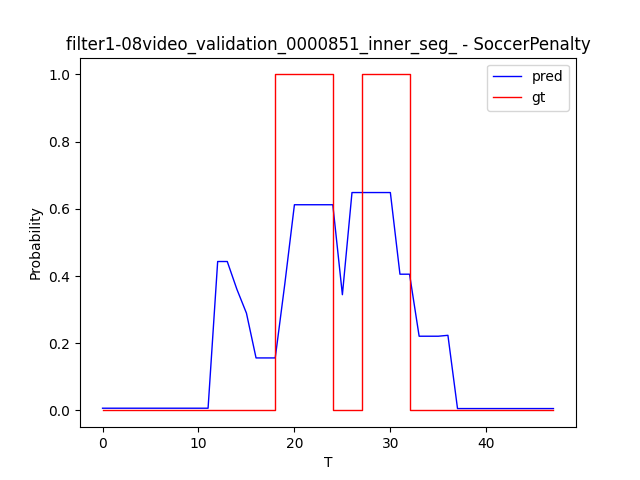 filter1-08video_validation_0000851_inner_seg_ - SoccerPenalty
pred
gt
1.0
0.8
0.6
0.4
0.2
0.0
Probability
0
10
20
30
40
T